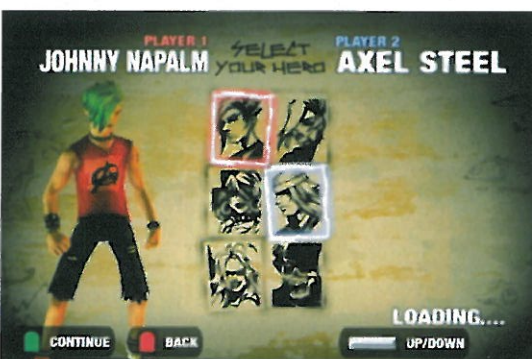 PLAYER 1
JOHNNY NAPALM
SELECT
YOUR HERO
PLAYER 2
AXEL STEEL
LOADING....
CONTINUE
BACK
UP/DOWN